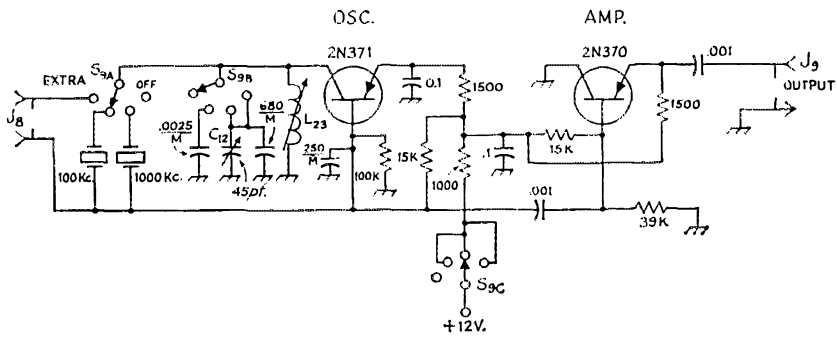 OSC.
AMP.
2N371
2N370
.001
J9
OUTPUT
EXTRA
S9A
OFF
S9B
J8
0.1
1500
1500
.0025
M
C12
680
M
L23
250
M
100K
15K
1000
.1
15K
100Kc.
1000Kc.
45pf.
.001
39K
S9C
+12V.